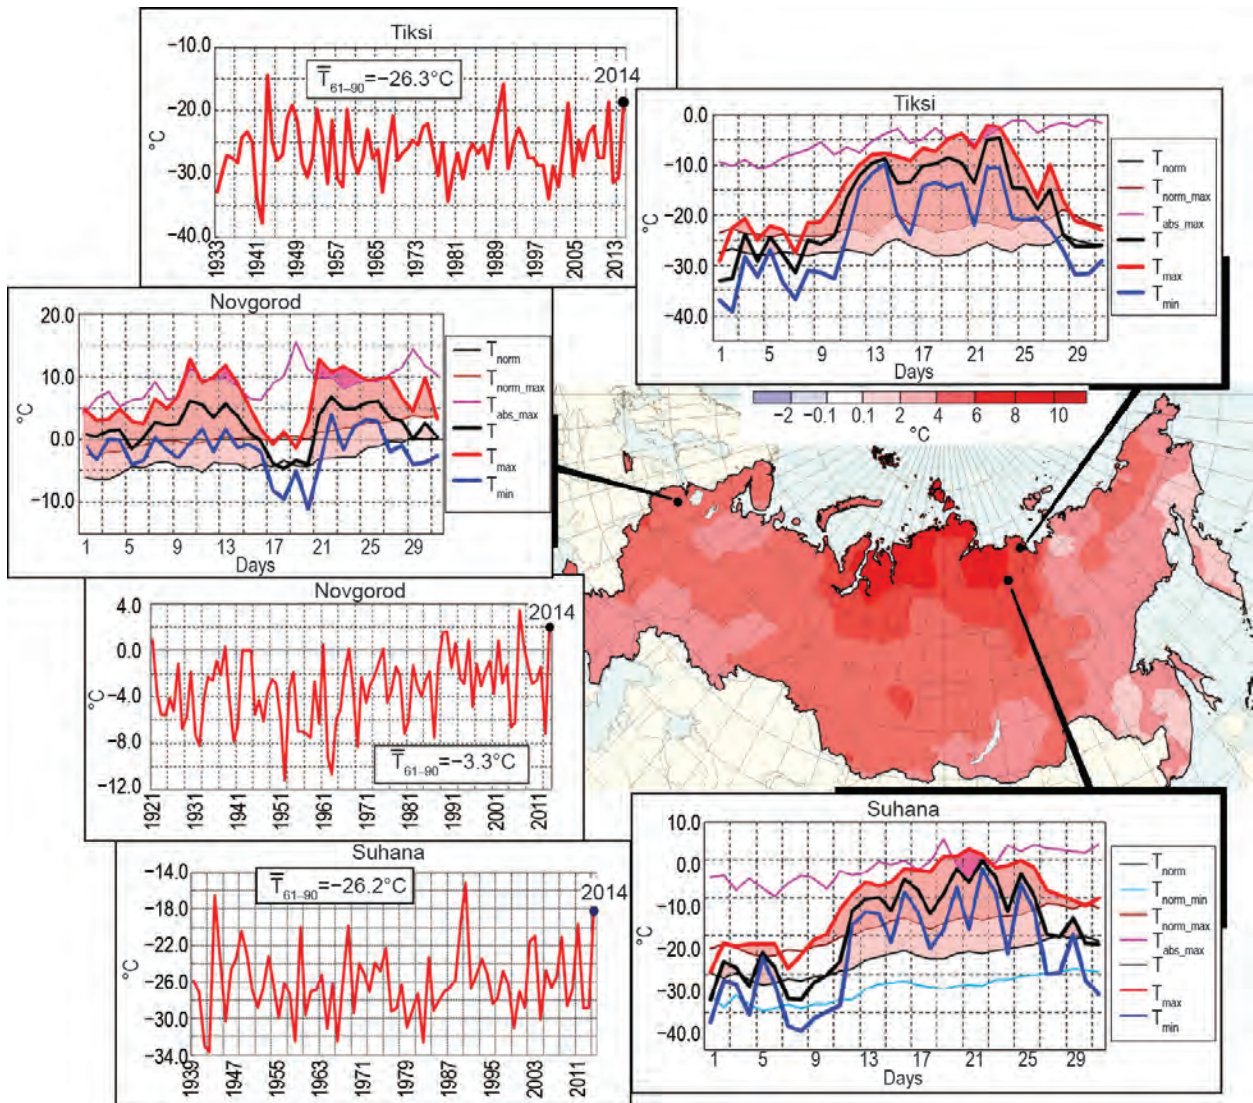 Tiksi
−10.0
−20.0
−30.0
−40.0
°C
T̿61–90=−26.3°C
2014
1933
1941
1949
1957
1965
1973
1981
1989
1997
2005
2013
Tiksi
0.0
−10.0
−20.0
−30.0
−40.0
°C
1 5 9 13 17 21 25 29
Days
Tnorm
Tnorm_max
Tabs_max
T
Tmax
Tmin
Novgorod
20.0
10.0
0.0
−10.0
°C
1 5 9 13 17 21 25 29
Days
Tnorm
Tnorm_max
Tabs_max
T
Tmax
Tmin
−2 −0.1 0.1 2 4 6 8 10
°C
Novgorod
4.0
0.0
−4.0
−8.0
−12.0
°C
2014
T̿61–90=−3.3°C
1921
1931
1941
1951
1961
1971
1981
1991
2001
2011
Suhana
−14.0
−18.0
−22.0
−26.0
−30.0
−34.0
°C
T̿61–90=−26.2°C
2014
1939
1947
1955
1963
1971
1979
1987
1995
2003
2011
Suhana
10.0
0.0
−10.0
−20.0
−30.0
−40.0
°C
1 5 9 13 17 21 25 29
Days
Tnorm
Tnorm_min
Tnorm_max
Tabs_max
T
Tmax
Tmin